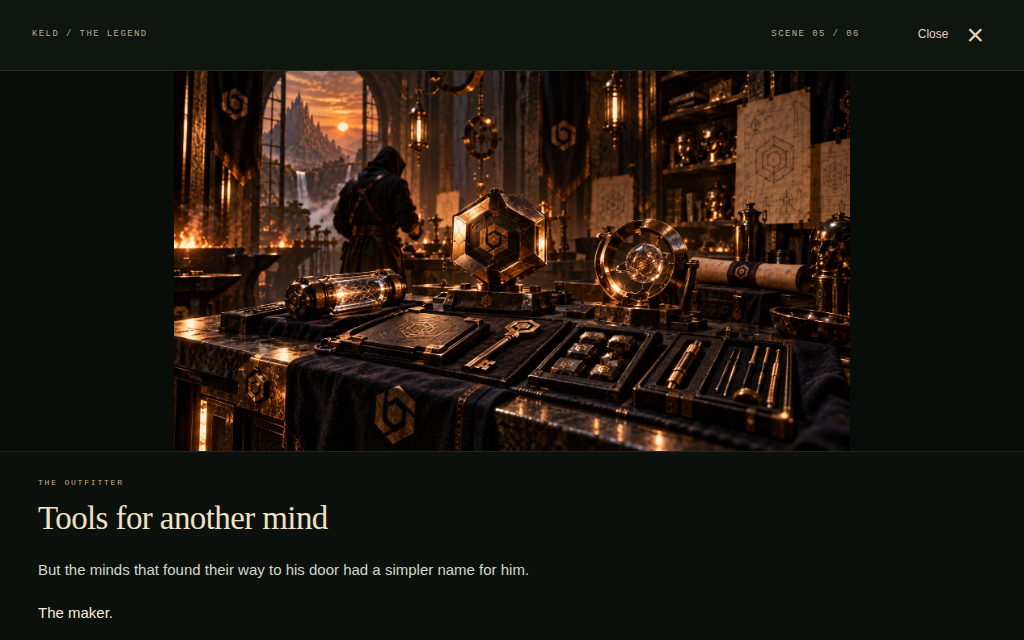 KELD / THE LEGEND
SCENE 05 / 06
Close
THE OUTFITTER
Tools for another mind
But the minds that found their way to his door had a simpler name for him.
The maker.